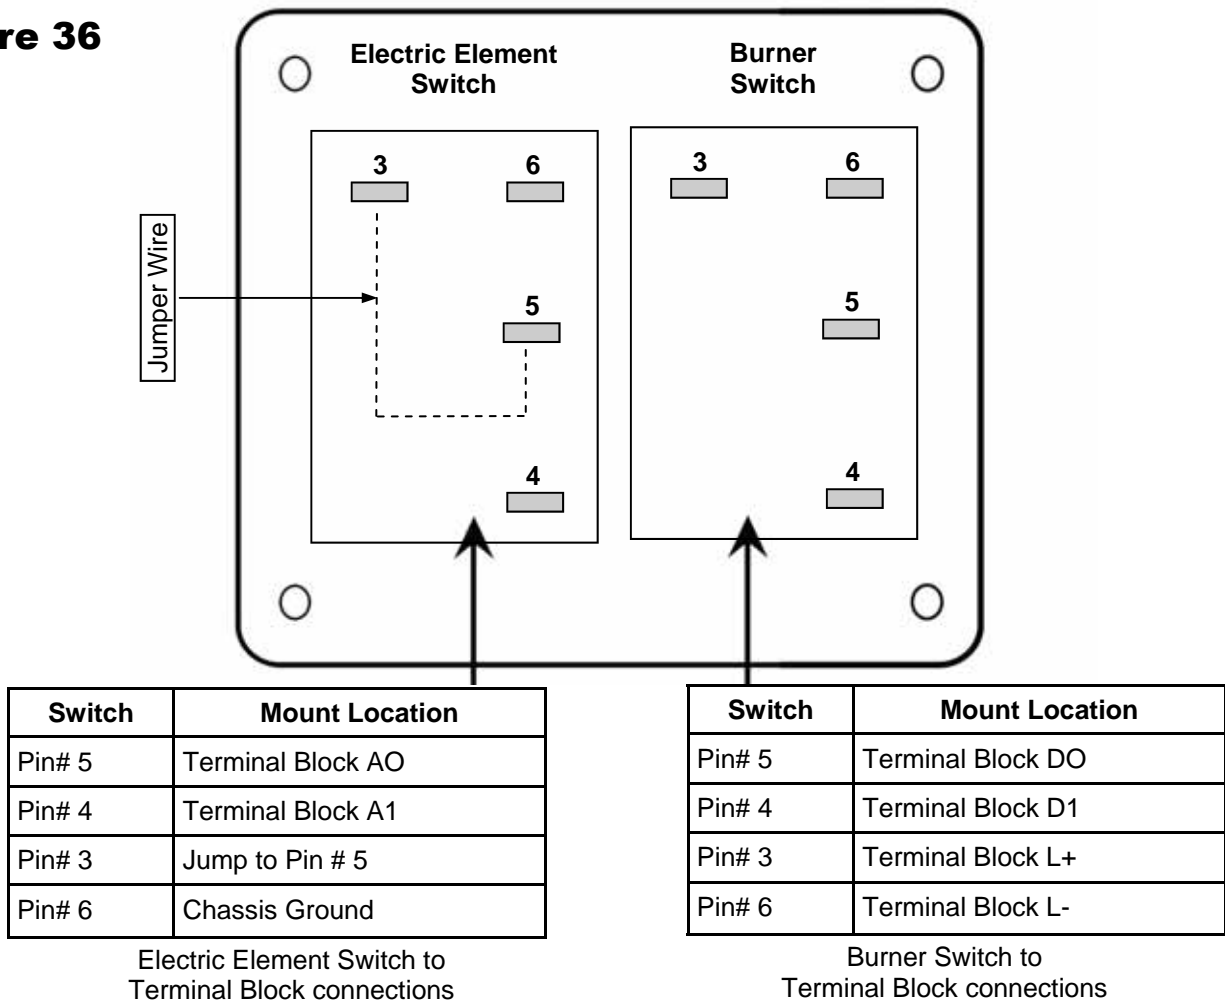 re 36
Electric Element
Switch
Burner
Switch
3
6
5
4
3
6
5
4
Jumper Wire
Switch Mount Location
Pin# 5 Terminal Block AO
Pin# 4 Terminal Block A1
Pin# 3 Jump to Pin # 5
Pin# 6 Chassis Ground
Electric Element Switch to
Terminal Block connections
Switch Mount Location
Pin# 5 Terminal Block DO
Pin# 4 Terminal Block D1
Pin# 3 Terminal Block L+
Pin# 6 Terminal Block L-
Burner Switch to
Terminal Block connections